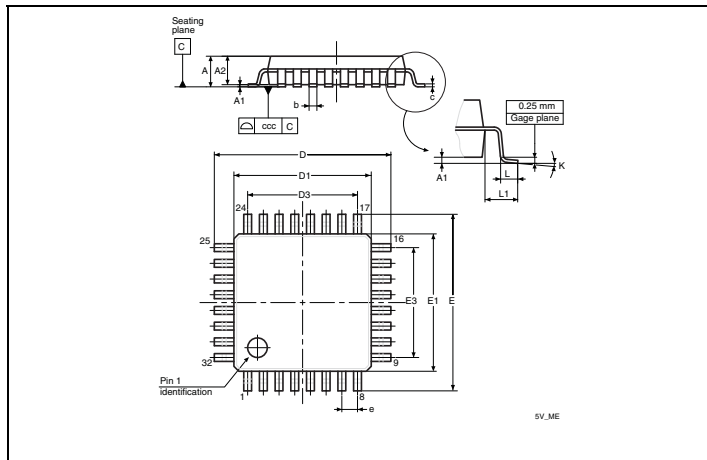 Seating
plane
C
A
A2
A1
b
c
ccc
C
0.25 mm
Gage plane
K
A1
L
L1
D
D1
D3
24
17
25
16
E3
E1
E
32
9
Pin 1
identification
1
8
e
5V_ME